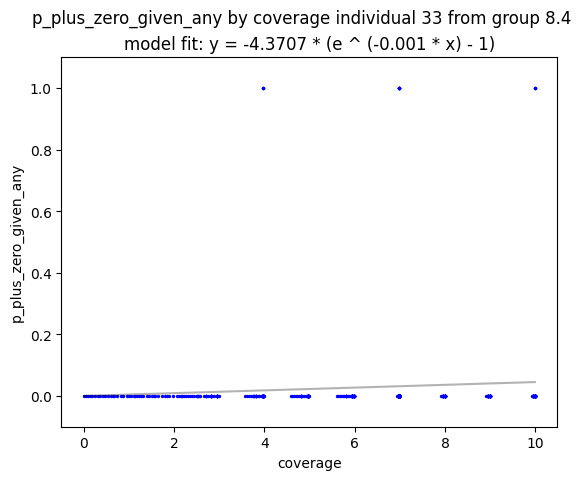 p_plus_zero_given_any by coverage individual 33 from group 8.4
model fit: y = -4.3707 * (e ^ (-0.001 * x) - 1)
1.0
0.8
0.6
0.4
0.2
0.0
p_plus_zero_given_any
0 2 4 6 8 10
coverage